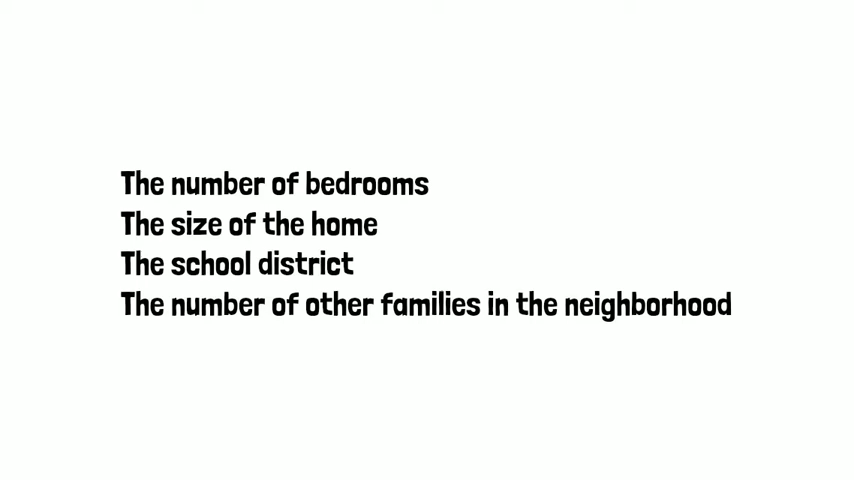 The number of bedrooms
The size of the home
The school district
The number of other families in the neighborhood